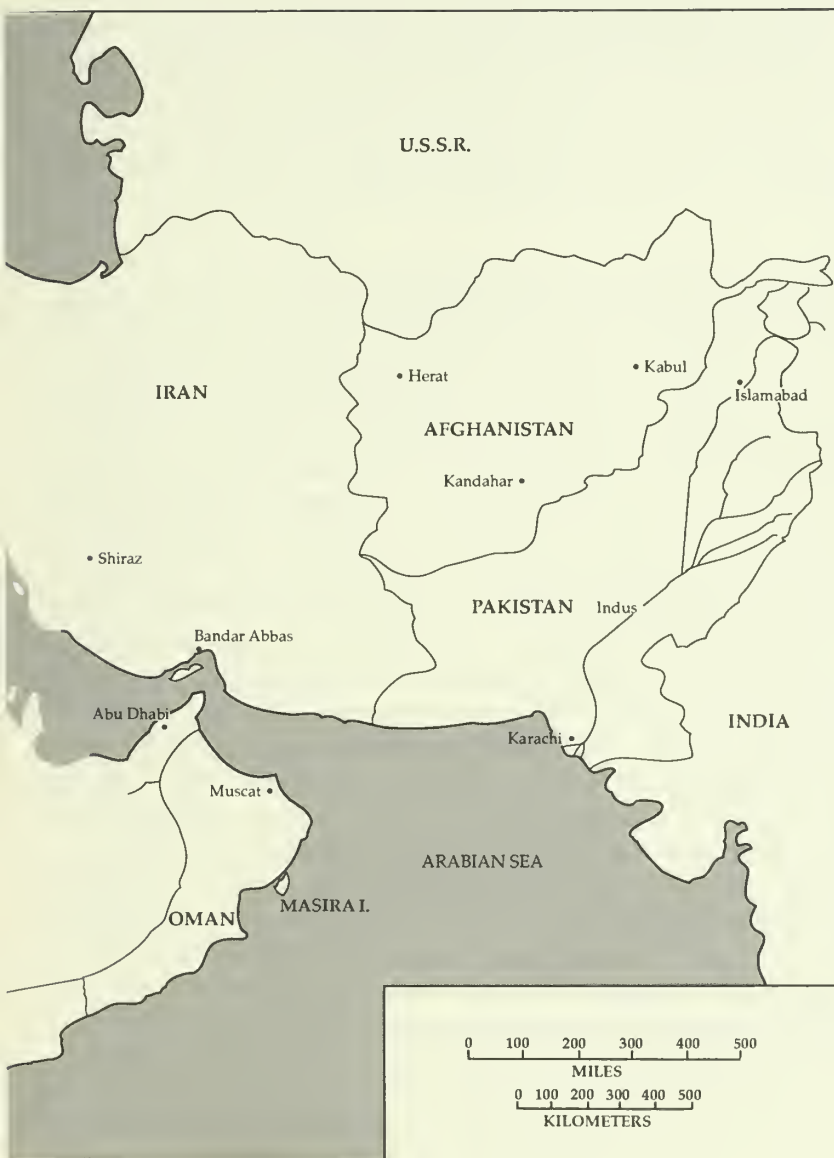 U.S.S.R.
Herat
Kabul
IRAN
Islamabad
AFGHANISTAN
Kandahar
Shiraz
PAKISTAN
Indus
Bandar Abbas
Abu Dhabi
INDIA
Karachi
Muscat
ARABIAN SEA
MASIRA I.
OMAN
0 100 200 300 400 500
MILES
0 100 200 300 400 500
KILOMETERS